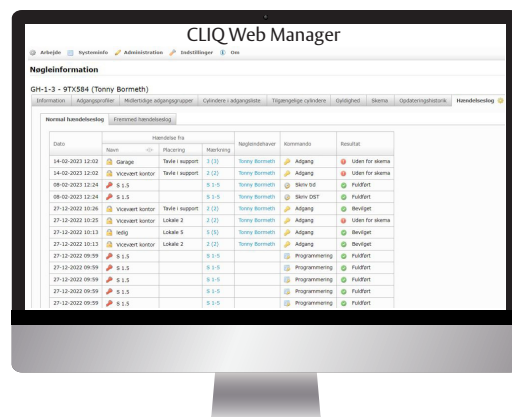 CLIQ Web Manager
Arbejde Systeminfo Administration Indstillinger Om
Nøgleinformation
GH-1-3 - 9TX584 (Tonny Bormeth)
Information Adgangsprofiler Midlertidige adgangsgrupper Cylindere i adgangsliste Tilgængelige cylindere Gyldighed Skema Opdateringshistorik Hændelseslog
Normal hændelseslog Fremmed hændelseslog
Dato Hændelse fra Nøgleindehaver Kommando Resultat
Navn Placering Mærkning
14-02-2023 12:02 Garage Tavle i support 3 (3) Tonny Bormeth Adgang Uden for skema
14-02-2023 12:02 Vicevært kontor Tavle i support 2 (2) Tonny Bormeth Adgang Uden for skema
08-02-2023 12:24 S 1.5 S 1-5 Tonny Bormeth Skriv tid Fuldført
08-02-2023 12:24 S 1.5 S 1-5 Tonny Bormeth Skriv DST Fuldført
27-12-2022 10:26 Vicevært kontor Tavle i support 2 (2) Tonny Bormeth Adgang Bevilget
27-12-2022 10:25 Vicevært kontor Lokale 2 2 (2) Tonny Bormeth Adgang Uden for skema
27-12-2022 10:13 ledig Lokale 5 5 (5) Tonny Bormeth Adgang Bevilget
27-12-2022 10:13 Vicevært kontor Lokale 2 2 (2) Tonny Bormeth Adgang Bevilget
27-12-2022 09:59 S 1.5 S 1-5 Programmering Fuldført
27-12-2022 09:59 S 1.5 S 1-5 Programmering Fuldført
27-12-2022 09:59 S 1.5 S 1-5 Programmering Fuldført
27-12-2022 09:59 S 1.5 S 1-5 Programmering Fuldført
27-12-2022 09:59 S 1.5 S 1-5 Programmering Fuldført